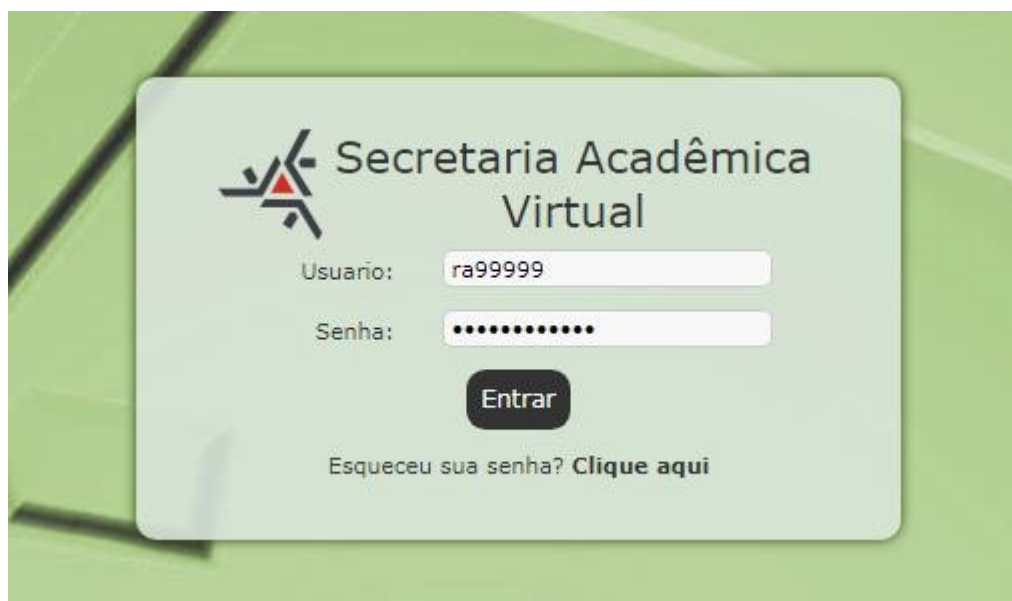 Secretaria Acadêmica
Virtual
Usuario: ra99999
Senha: ••••••••••••
Entrar
Esqueceu sua senha? Clique aqui